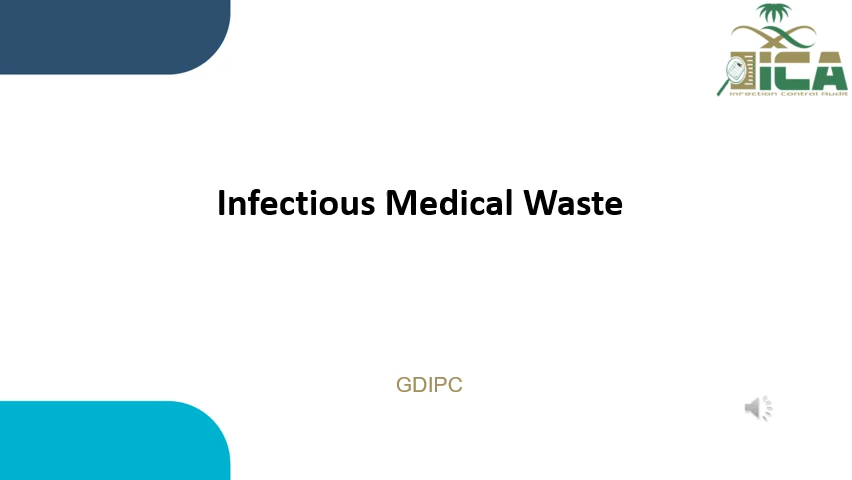 iCA
Infection Control Audit
Infectious Medical Waste
GDIPC